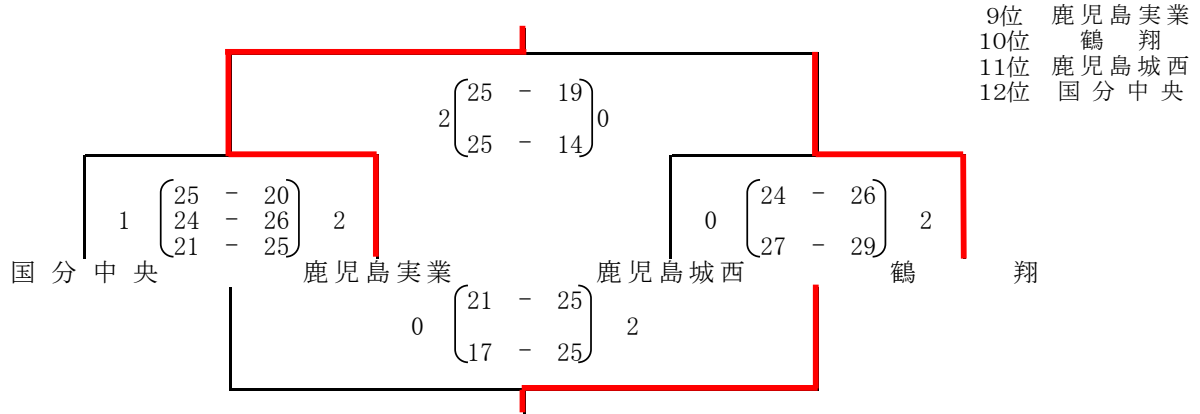 9位 鹿児島実業
10位 鶴 翔
11位 鹿児島城西
12位 国分中央
25 - 19
2 0
25 - 14
25 - 20
1 24 - 26 2
21 - 25
24 - 26
0 2
27 - 29
国分中央 鹿児島実業 鹿児島城西 鶴 翔
21 - 25
0 2
17 - 25